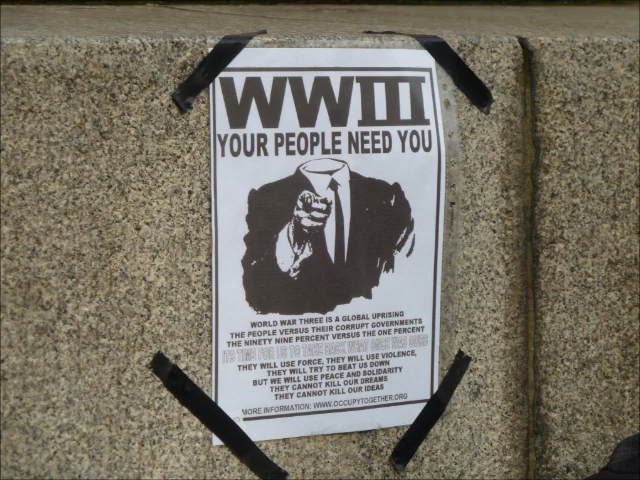 WWIII
YOUR PEOPLE NEED YOU
WORLD WAR THREE IS A GLOBAL UPRISING
THE PEOPLE VERSUS THEIR CORRUPT GOVERNMENTS
THE NINETY NINE PERCENT VERSUS THE ONE PERCENT
ITS TIME FOR US TO TAKE BACK WHAT ONCE WAS OURS
THEY WILL USE FORCE, THEY WILL USE VIOLENCE,
THEY WILL TRY TO BEAT US DOWN
BUT WE WILL USE PEACE AND SOLIDARITY
THEY CANNOT KILL OUR DREAMS
THEY CANNOT KILL OUR IDEAS
MORE INFORMATION: WWW.OCCUPYTOGETHER.ORG